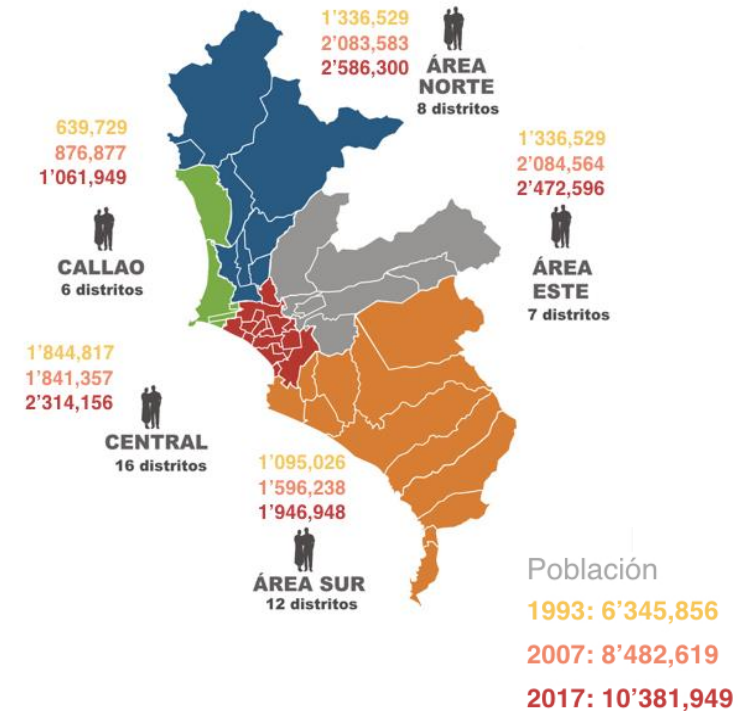 1’336,529
2’083,583
2’586,300
ÁREA
NORTE
8 distritos
639,729
876,877
1’061,949
CALLAO
6 distritos
1’336,529
2’084,564
2’472,596
ÁREA
ESTE
7 distritos
1’844,817
1’841,357
2’314,156
CENTRAL
16 distritos
1’095,026
1’596,238
1’946,948
ÁREA SUR
12 distritos
Población
1993: 6’345,856
2007: 8’482,619
2017: 10’381,949